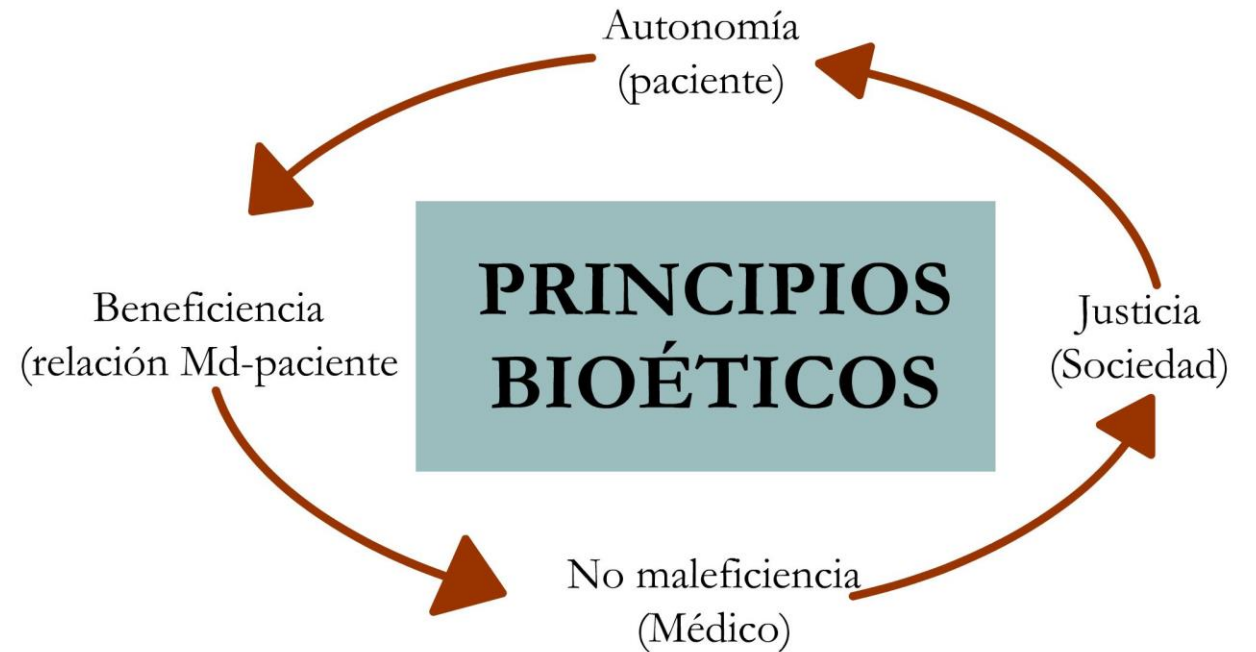 Autonomía
(paciente)
PRINCIPIOS
BIOÉTICOS
Beneficiencia
(relación Md-paciente
Justicia
(Sociedad)
No maleficiencia
(Médico)